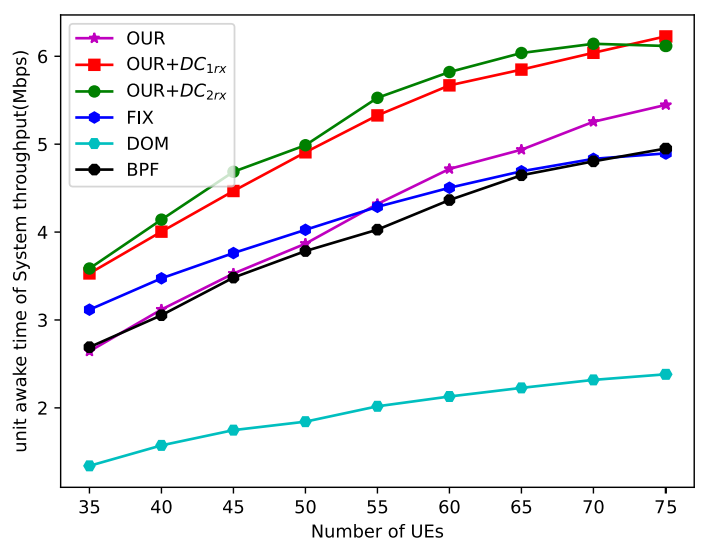 OUR
OUR+DC1rx
OUR+DC2rx
FIX
DOM
BPF
6
5
4
3
2
unit awake time of System throughput(Mbps)
35 40 45 50 55 60 65 70 75
Number of UEs